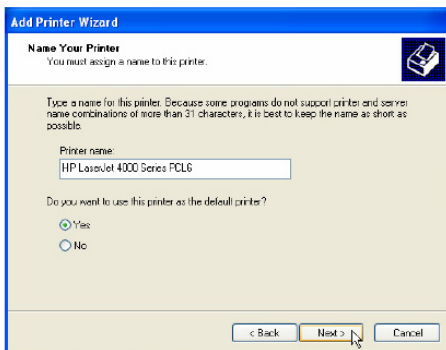 Add Printer Wizard
Name Your Printer
You must assign a name to this printer.
Type a name for this printer. Because some programs do not support printer and server
name combinations of more than 31 characters, it is best to keep the name as short as
possible.
Printer name:
HP LaserJet 4000 Series PCL6
Do you want to use this printer as the default printer?
Yes
No
< Back Next > Cancel